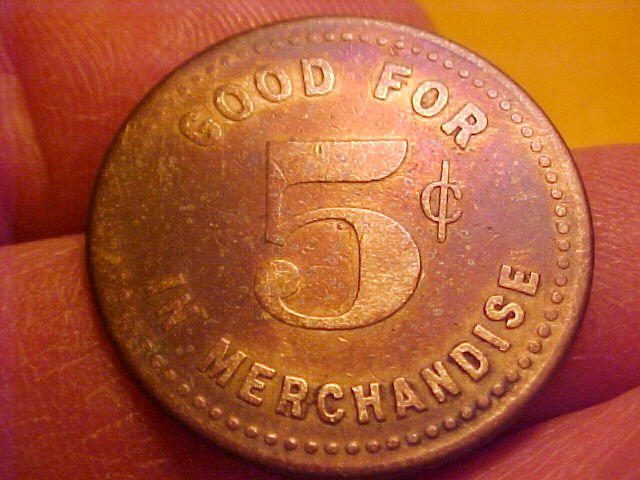 GOOD FOR
5¢
IN MERCHANDISE